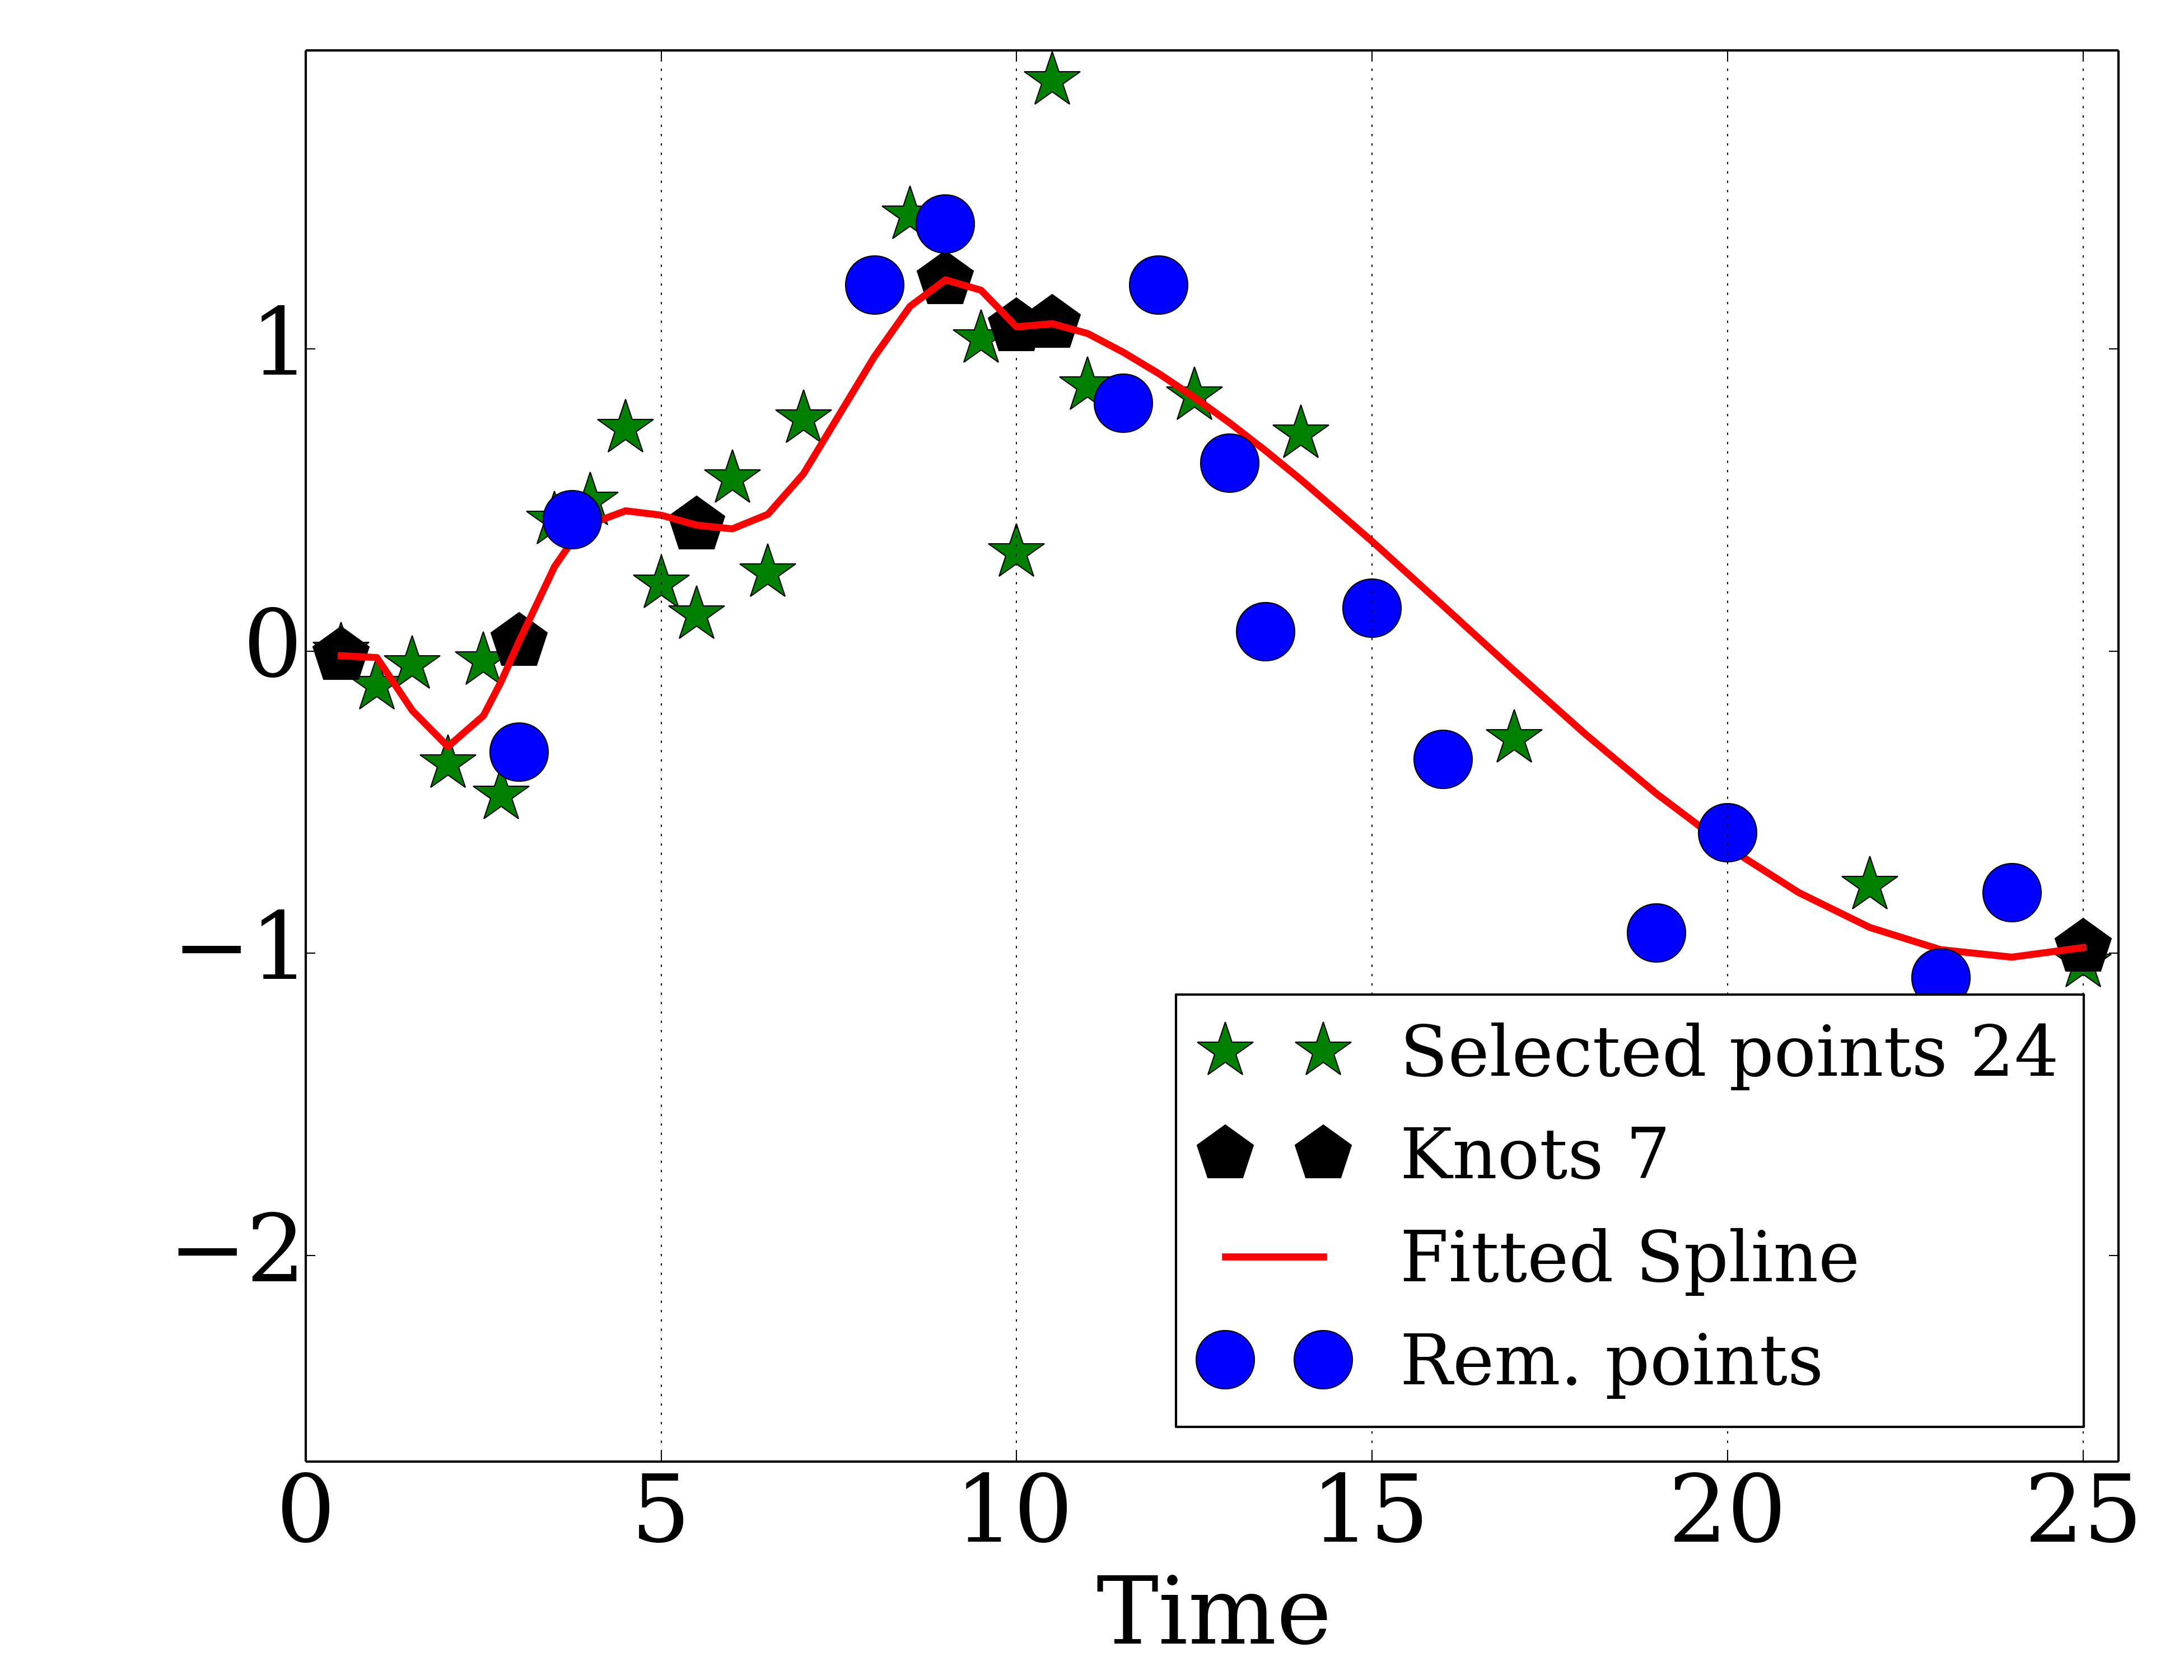 1
0
−1
−2
0 5 10 15 20 25
Time
Selected points 24
Knots 7
Fitted Spline
Rem. points